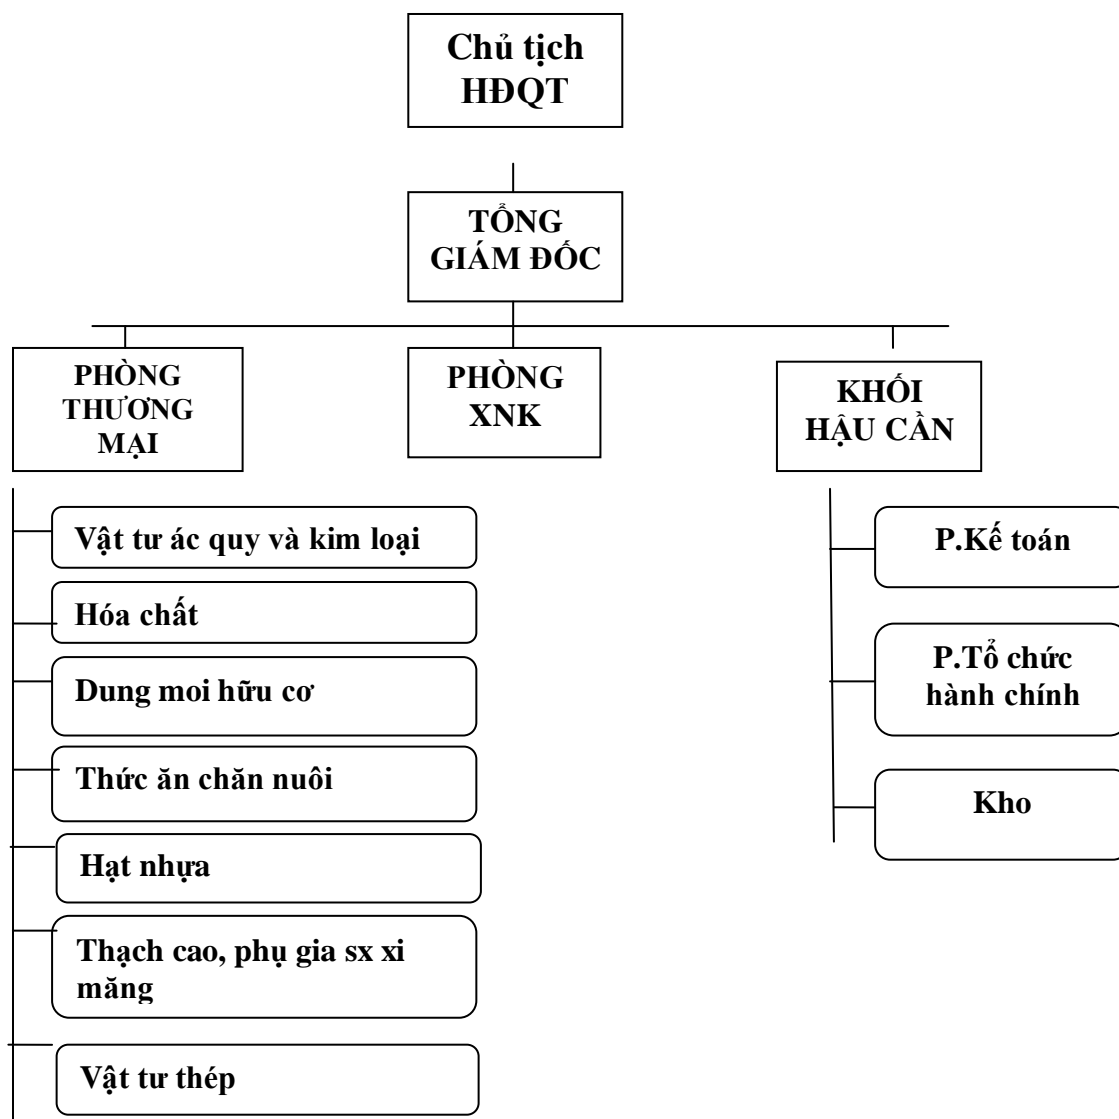 Chủ tịch
HĐQT
TỔNG
GIÁM ĐỐC
PHÒNG
THƯƠNG
MẠI
PHÒNG
XNK
KHỐI
HẬU CẦN
Vật tư ác quy và kim loại
Hóa chất
Dung moi hữu cơ
Thức ăn chăn nuôi
Hạt nhựa
Thạch cao, phụ gia sx xi
măng
Vật tư thép
P.Kế toán
P.Tổ chức
hành chính
Kho